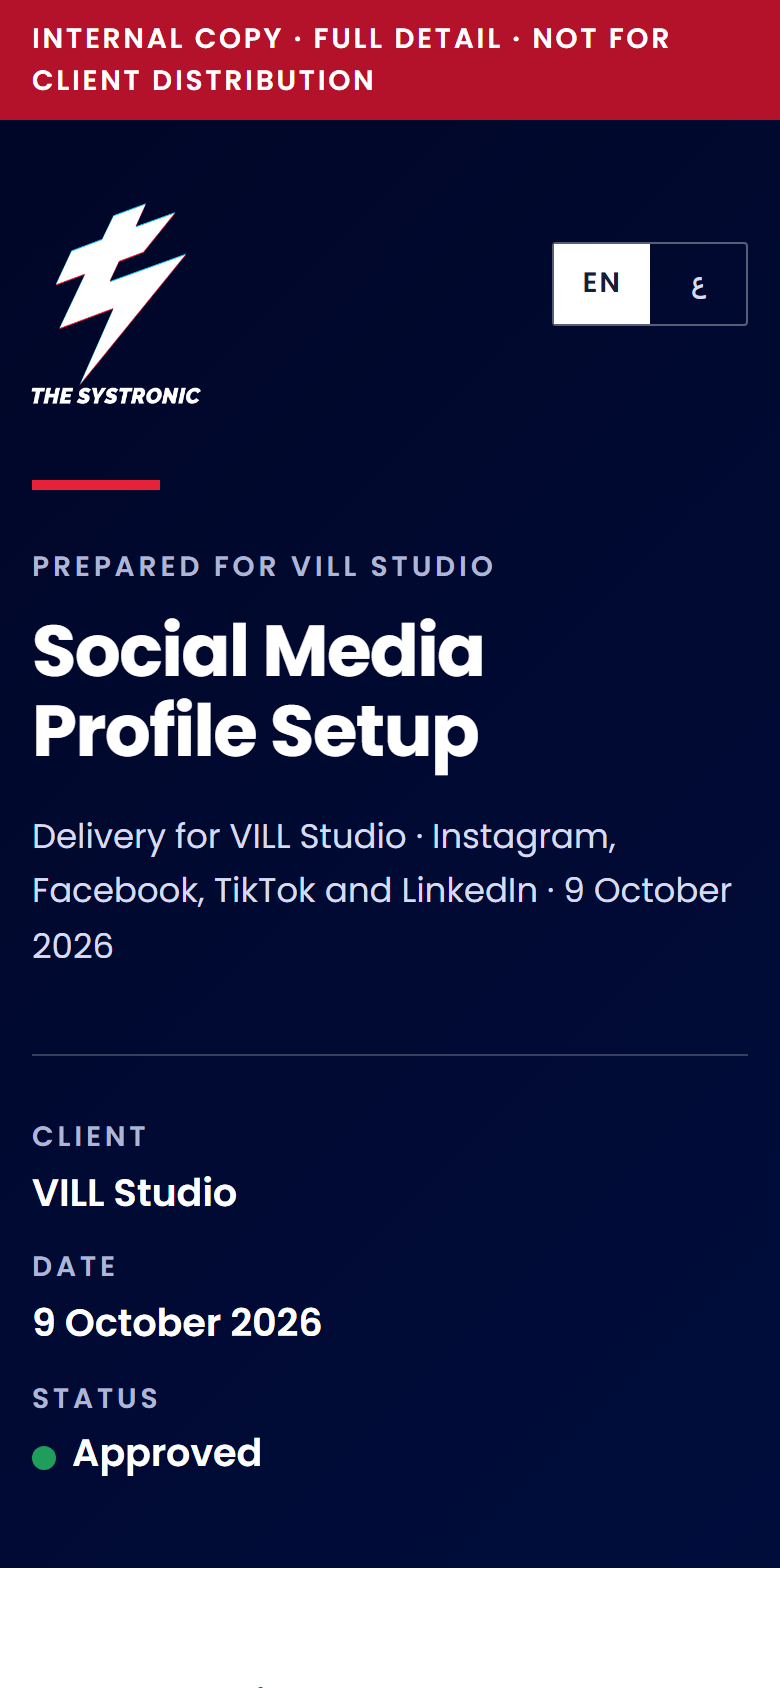 INTERNAL COPY · FULL DETAIL · NOT FOR
CLIENT DISTRIBUTION
THE SYSTRONIC
EN
ع
PREPARED FOR VILL STUDIO
Social Media
Profile Setup
Delivery for VILL Studio · Instagram,
Facebook, TikTok and LinkedIn · 9 October
2026
CLIENT
VILL Studio
DATE
9 October 2026
STATUS
Approved